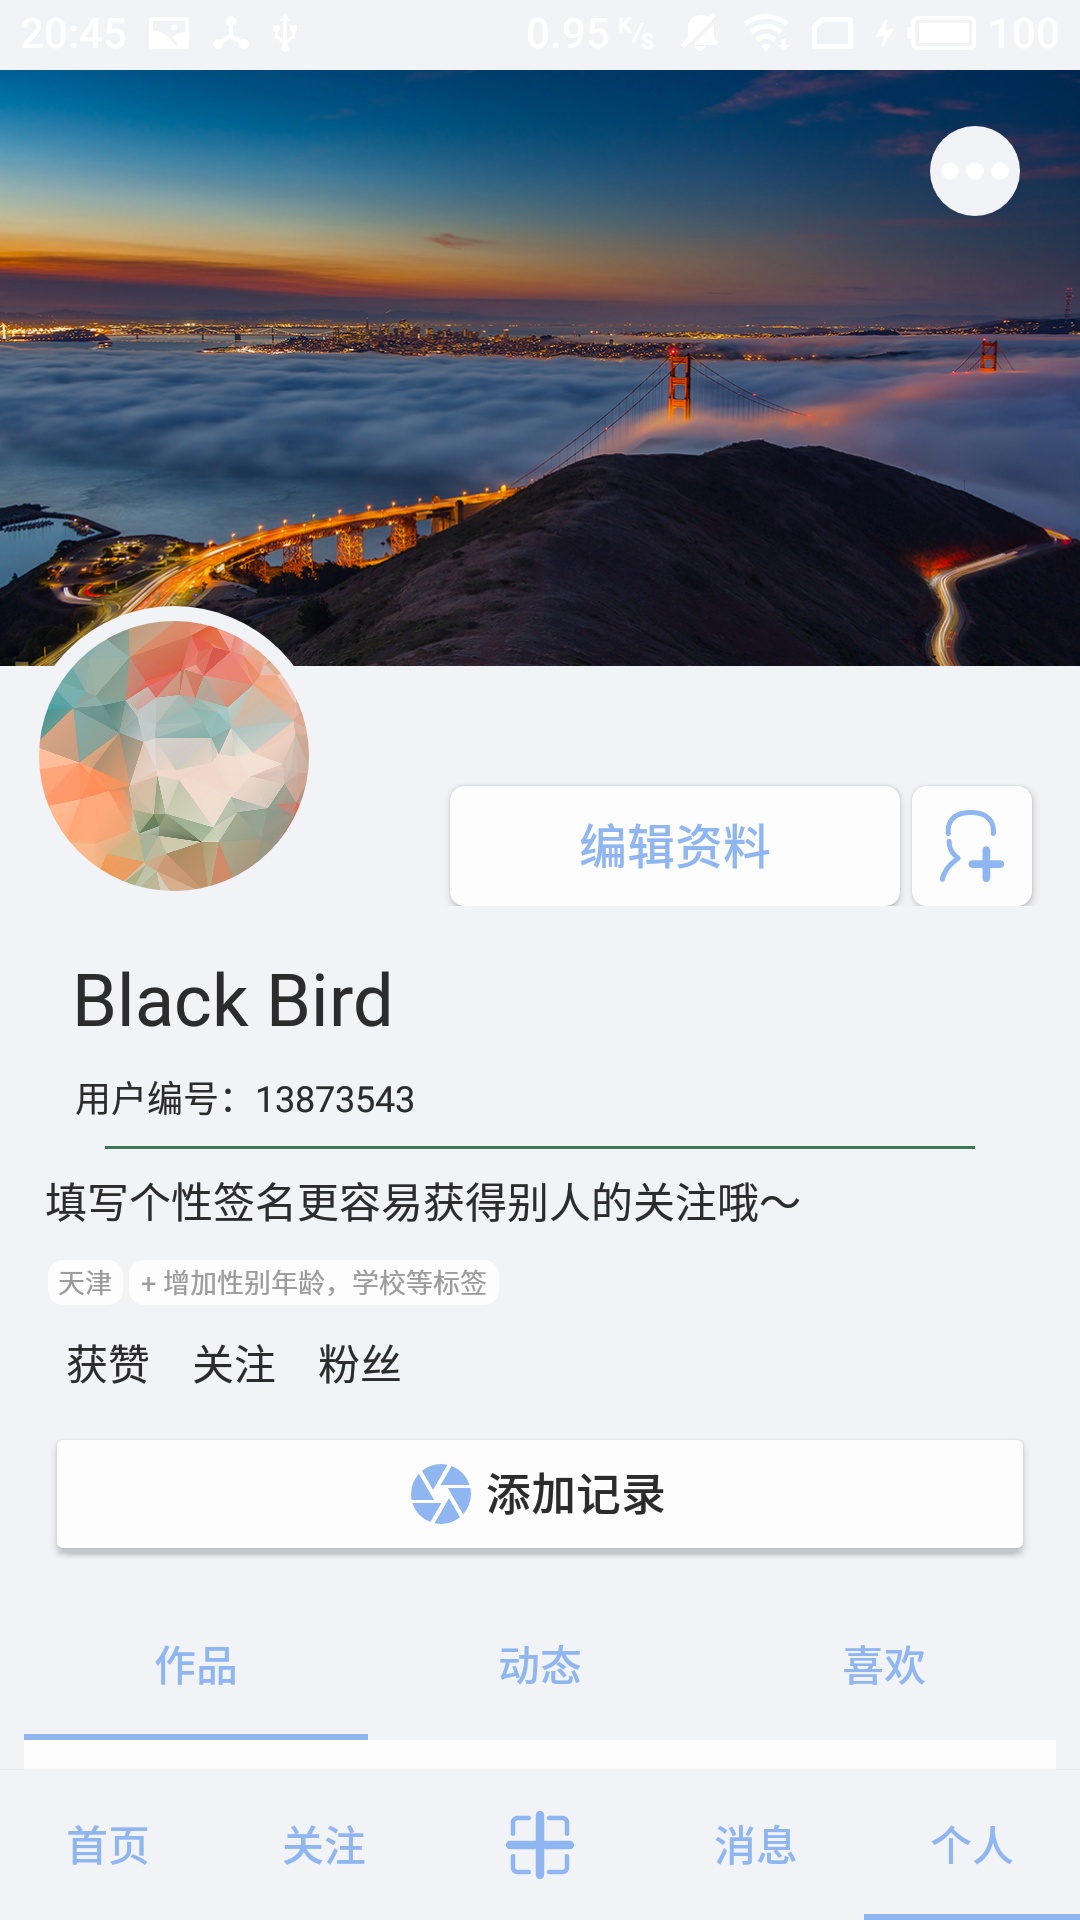 20:45 0.95 K/s 100
编辑资料
Black Bird
用户编号：13873543
填写个性签名更容易获得别人的关注哦～
天津 + 增加性别年龄，学校等标签
获赞 关注 粉丝
添加记录
作品 动态 喜欢
首页 关注 消息 个人